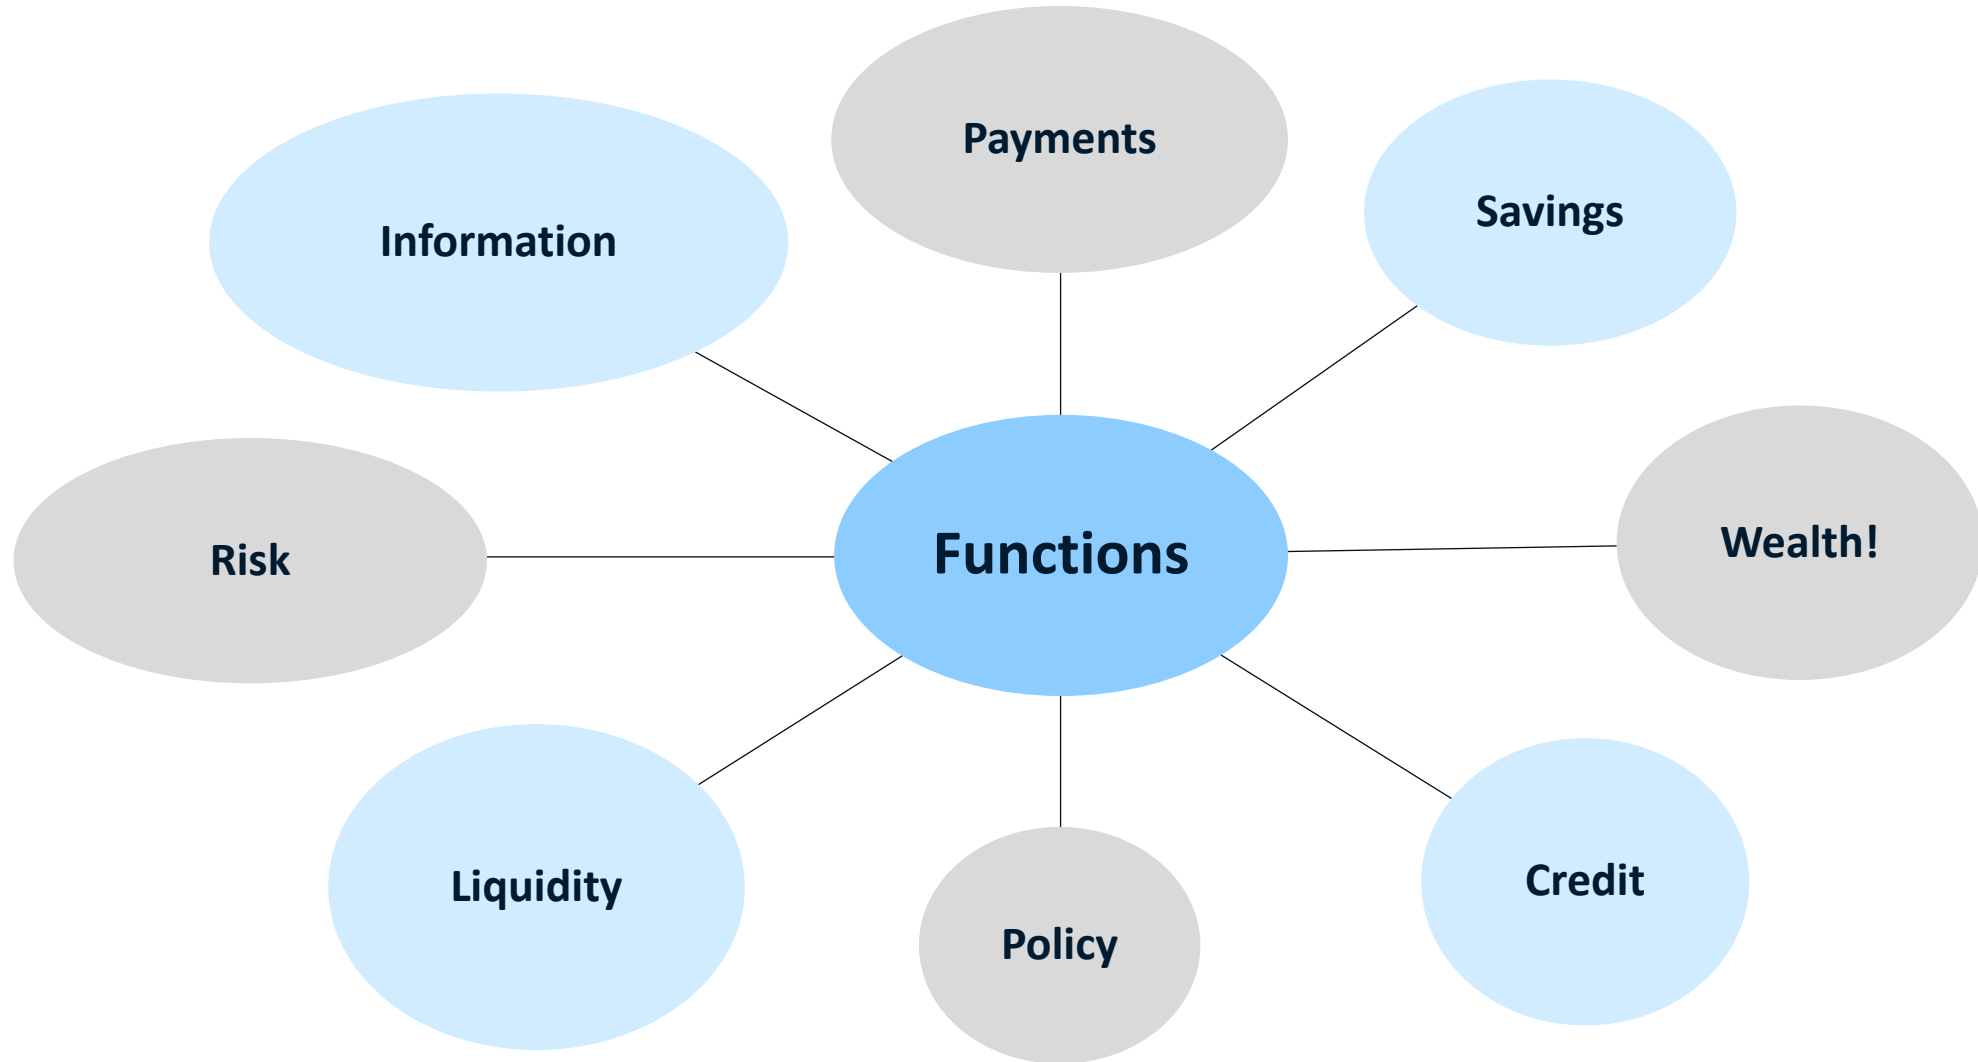 Payments
Savings
Information
Wealth!
Functions
Risk
Credit
Liquidity
Policy